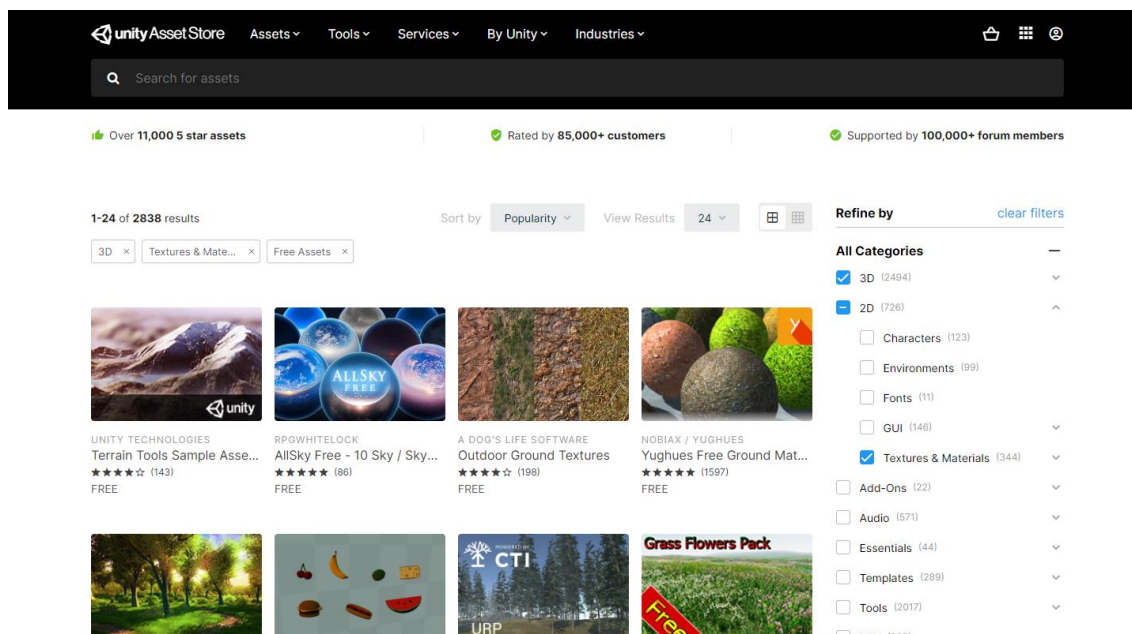 unity Asset Store
Assets
Tools
Services
By Unity
Industries
Search for assets
Over 11,000 5 star assets
Rated by 85,000+ customers
Supported by 100,000+ forum members
1-24 of 2838 results
Sort by
Popularity
View Results
24
3D ×
Textures & Mate... ×
Free Assets ×
unity
UNITY TECHNOLOGIES
Terrain Tools Sample Asse...
(143)
FREE
ALLSKY
FREE
RPGWHITELOCK
AllSky Free - 10 Sky / Sky...
(86)
FREE
A DOG'S LIFE SOFTWARE
Outdoor Ground Textures
(198)
FREE
Y
NOBIAX / YUGHUES
Yughues Free Ground Mat...
(1597)
FREE
POWERED BY
CTI
URP
Grass Flowers Pack
Free
Refine by
clear filters
All Categories
3D (2494)
2D (726)
Characters (123)
Environments (99)
Fonts (11)
GUI (146)
Textures & Materials (344)
Add-Ons (22)
Audio (571)
Essentials (44)
Templates (289)
Tools (2017)